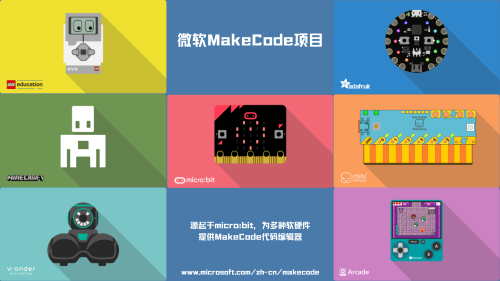 微软MakeCode项目
education
adafruit
MINECRAFT
micro:bit
chibi
源起于micro:bit，为多种软硬件
提供MakeCode代码编辑器
wonder
workshop
www.microsoft.com/zh-cn/makecode
Arcade